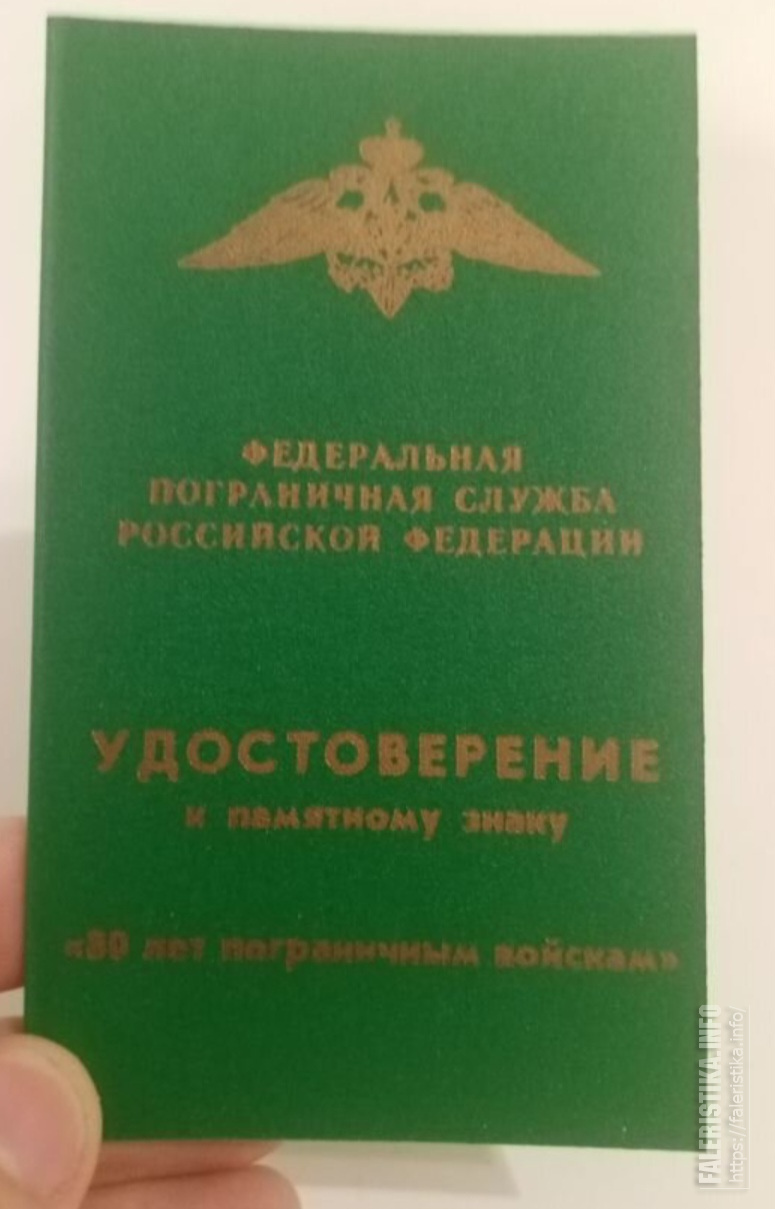 ФЕДЕРАЛЬНАЯ
ПОГРАНИЧНАЯ СЛУЖБА
РОССИЙСКОЙ ФЕДЕРАЦИИ
УДОСТОВЕРЕНИЕ
к памятному знаку
«80 лет пограничным войскам»
FALERISTIKA.INFO
https://faleristika.info/